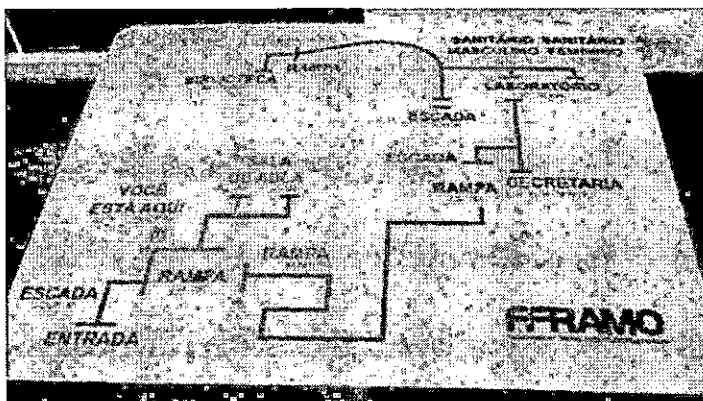 SANITÁRIO SANITÁRIO
MASCULINO FEMININO
RAMPA
BIBLIOTECA
LABORATÓRIO
ESCADA
ESCADA
SALA
DE AULA
VOCÊ
ESTÁ AQUI
RAMPA
SECRETARIA
RAMPA
RAMPA
ESCADA
ENTRADA
FFRAMO